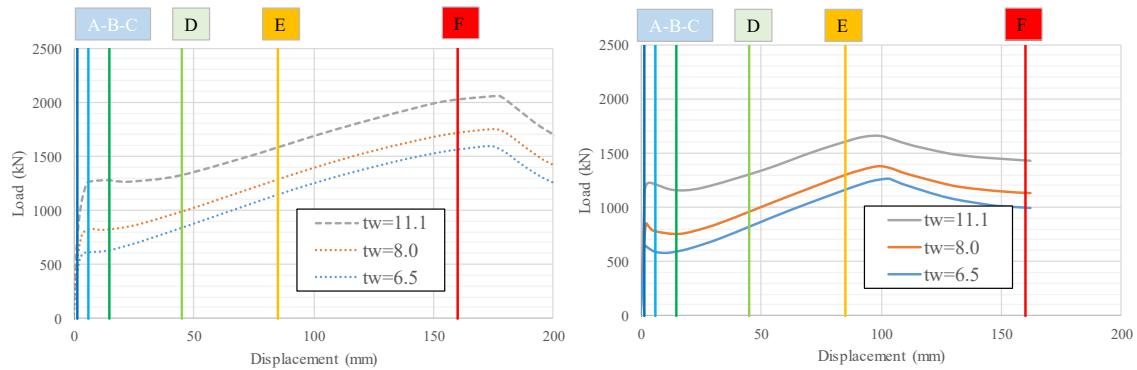 A-B-C D E F
2500
2000
1500
1000
500
0
Load (kN)
0 50 100 150 200
Displacement (mm)
tw=11.1
tw=8.0
tw=6.5
A-B-C D E F
2500
2000
1500
1000
500
0
Load (kN)
0 50 100 150 200
Displacement (mm)
tw=11.1
tw=8.0
tw=6.5